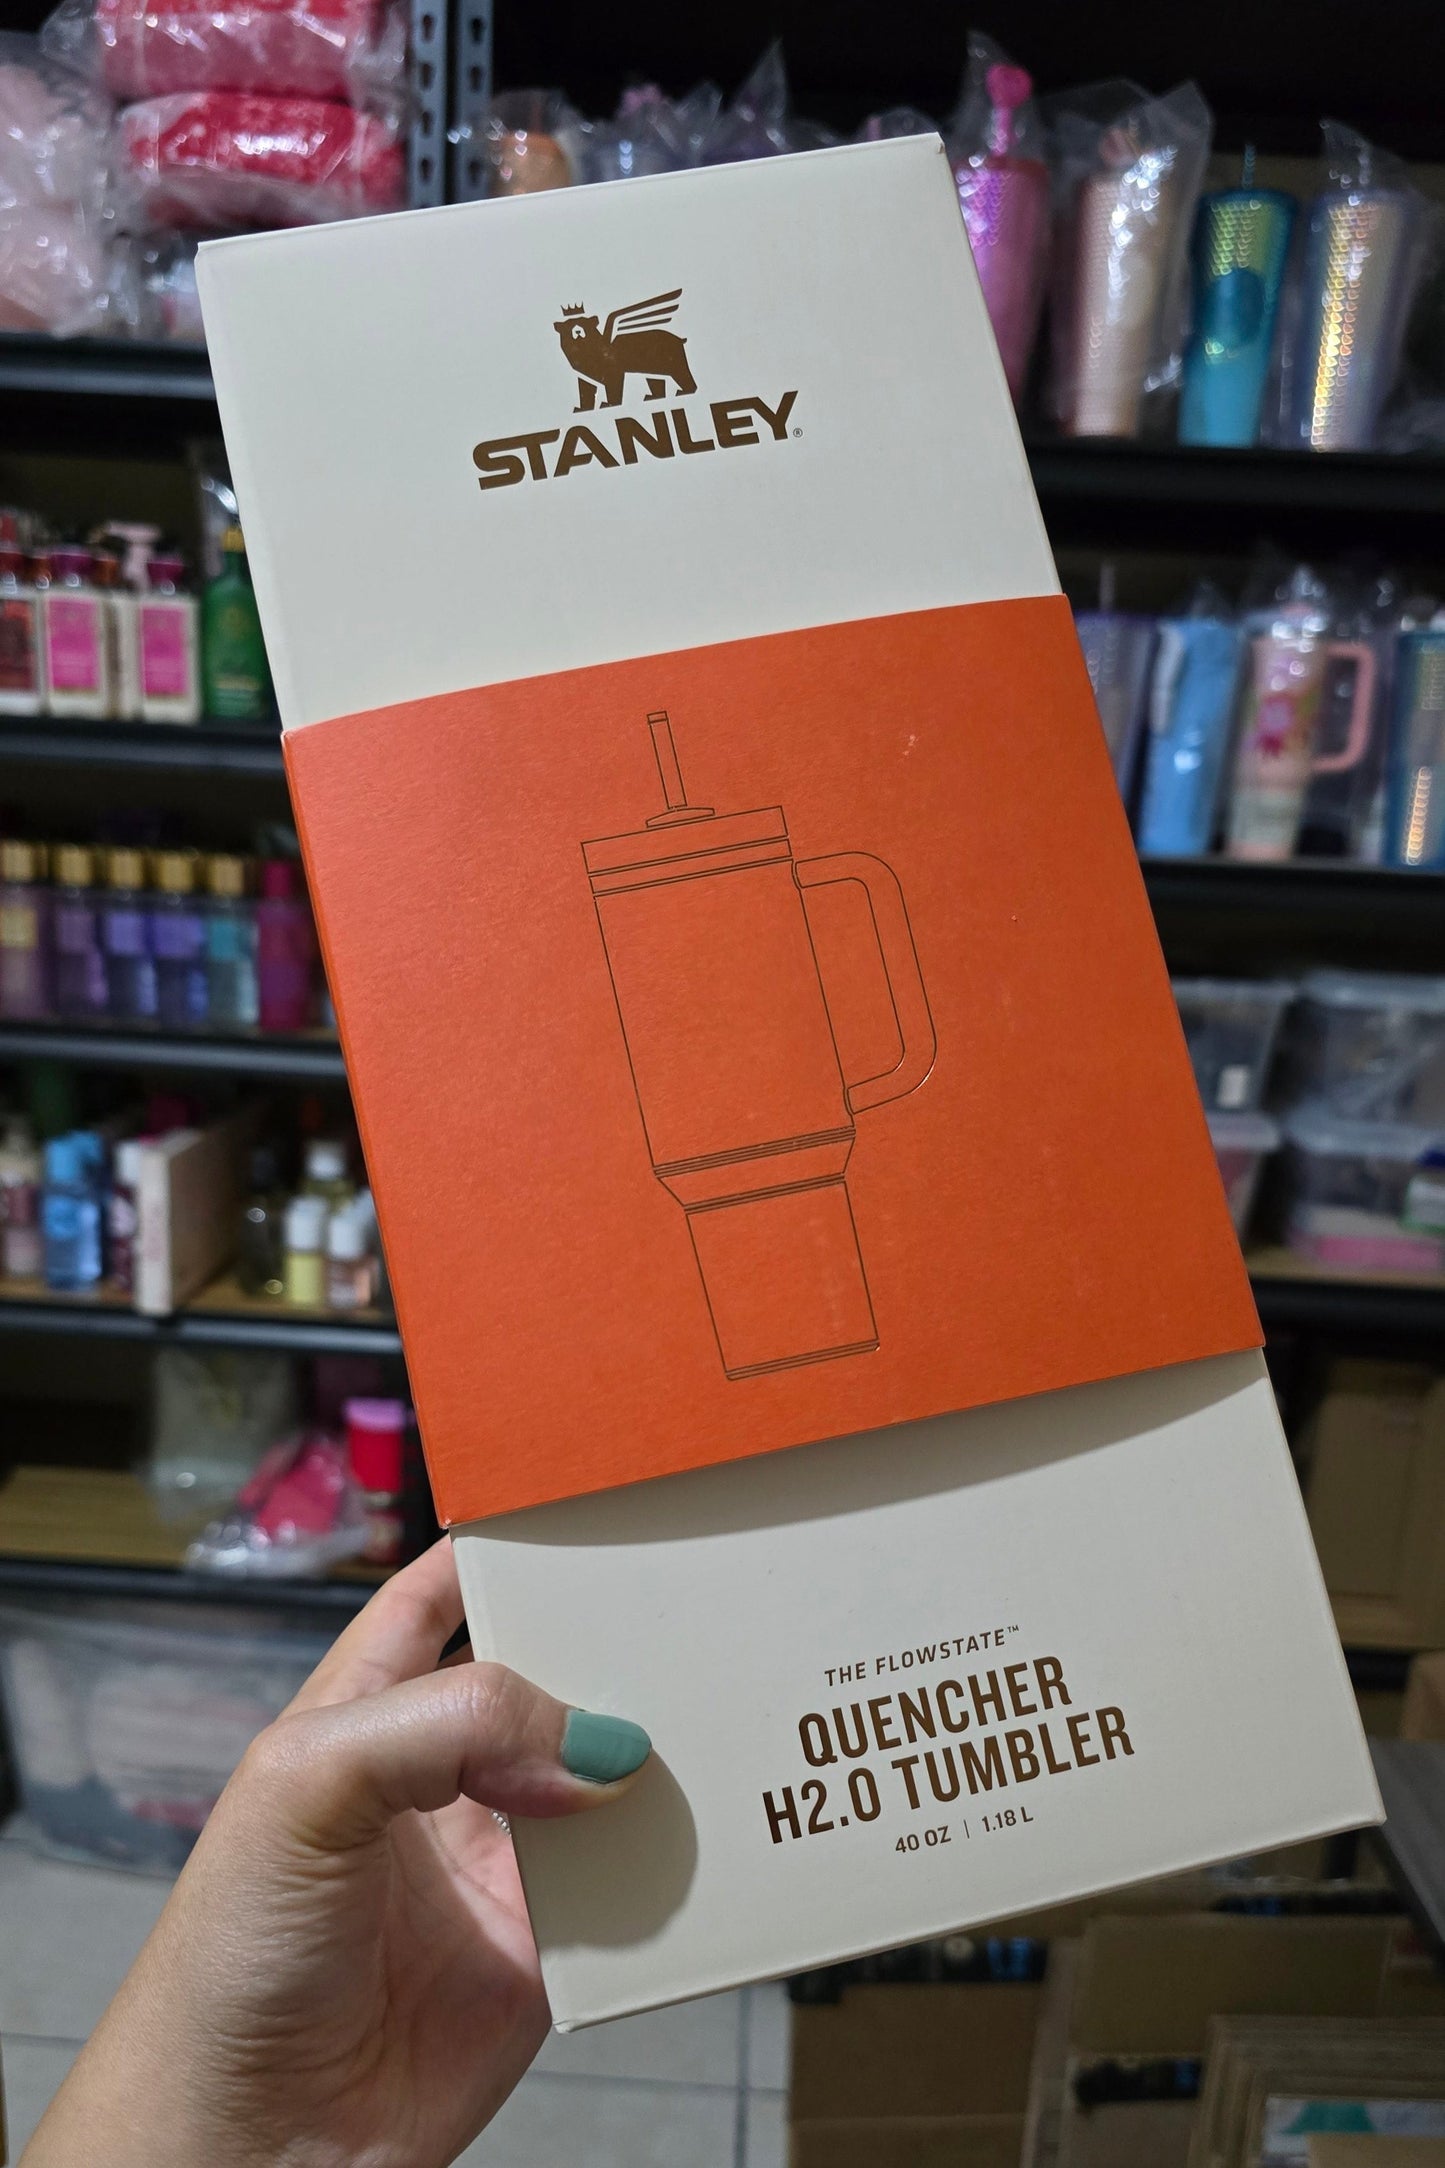 STANLEY®
THE FLOWSTATE™
QUENCHER
H2.0 TUMBLER
40 OZ | 1.18 L